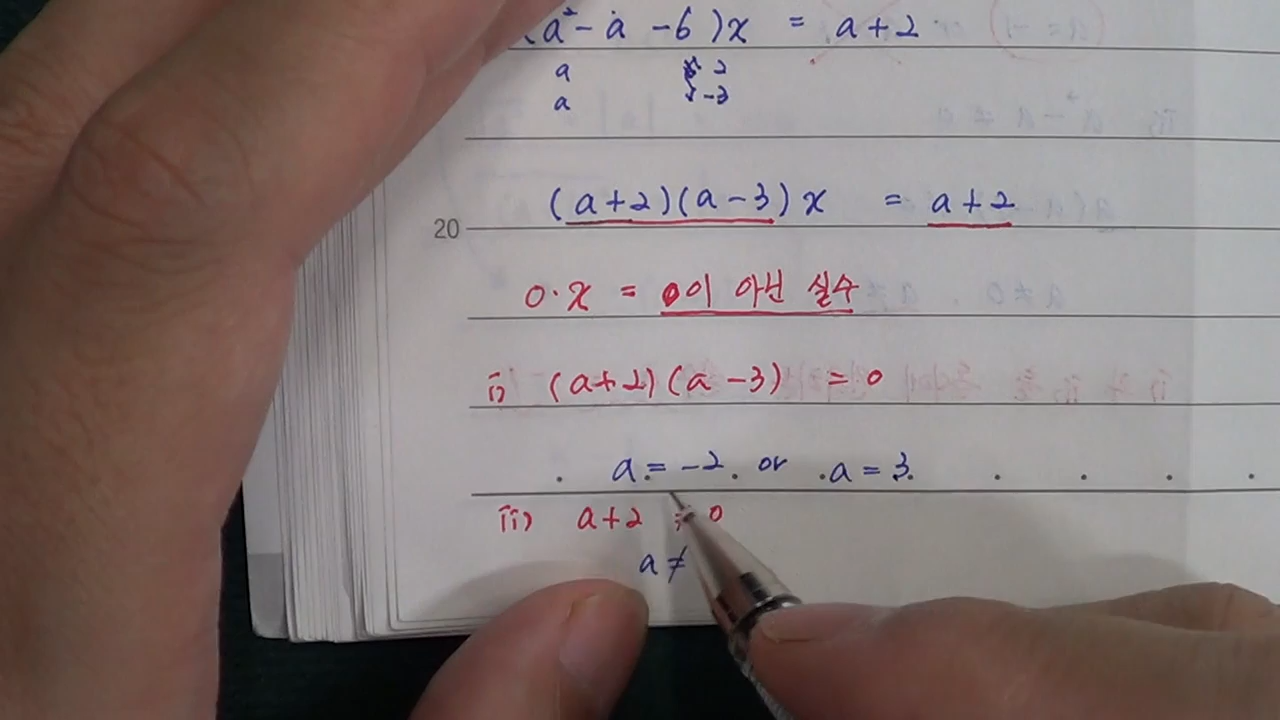 (a² - a - 6)x = a+2
a 2
a -3
(a+2)(a-3)x = a+2
20
0·x = 0이 아닌 실수
i) (a+2)(a-3) = 0
a = -2. or a = 3.
ii) a+2 ≠ 0
a ≠